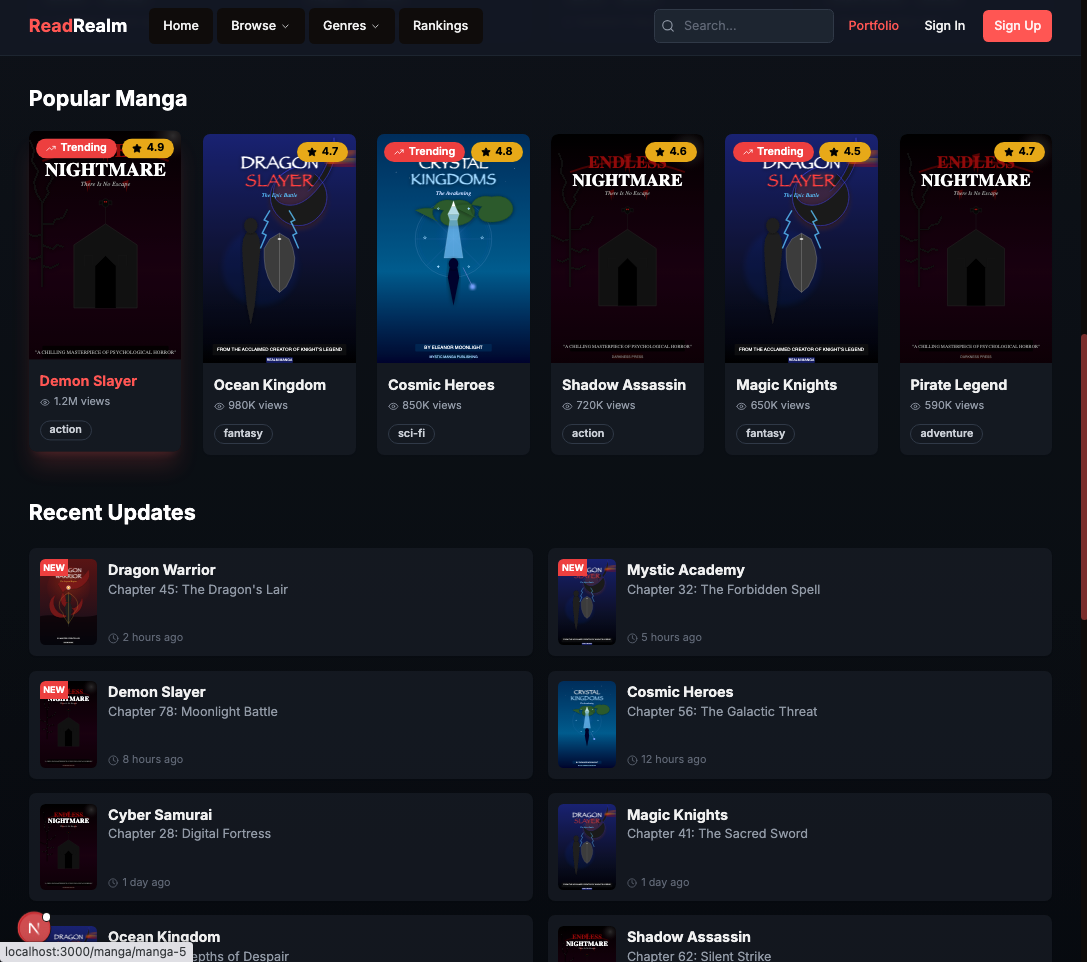 ReadRealm
Home
Browse
Genres
Rankings
Search...
Portfolio
Sign In
Sign Up
Popular Manga
Trending
4.9
NIGHTMARE
There Is No Escape
"A CHILLING MASTERPIECE OF PSYCHOLOGICAL HORROR"
Demon Slayer
1.2M views
action
4.7
DRAGON
SLAYER
The Epic Battle
FROM THE ACCLAIMED CREATOR OF KNIGHT'S LEGEND
REALM MANGA
Ocean Kingdom
980K views
fantasy
Trending
4.8
CRYSTAL
KINGDOMS
The Awakening
BY ELEANOR MOONLIGHT
MYSTIC MANGA PUBLISHING
Cosmic Heroes
850K views
sci-fi
4.6
ENDLESS
NIGHTMARE
There Is No Escape
"A CHILLING MASTERPIECE OF PSYCHOLOGICAL HORROR"
DARKNESS PRESS
Shadow Assassin
720K views
action
Trending
4.5
DRAGON
SLAYER
The Epic Battle
FROM THE ACCLAIMED CREATOR OF KNIGHT'S LEGEND
REALM MANGA
Magic Knights
650K views
fantasy
4.7
ENDLESS
NIGHTMARE
There Is No Escape
"A CHILLING MASTERPIECE OF PSYCHOLOGICAL HORROR"
DARKNESS PRESS
Pirate Legend
590K views
adventure
Recent Updates
NEW
Dragon Warrior
Chapter 45: The Dragon's Lair
2 hours ago
NEW
Mystic Academy
Chapter 32: The Forbidden Spell
5 hours ago
NEW
NIGHTMARE
Demon Slayer
Chapter 78: Moonlight Battle
8 hours ago
CRYSTAL
KINGDOMS
Cosmic Heroes
Chapter 56: The Galactic Threat
12 hours ago
ENDLESS
NIGHTMARE
Cyber Samurai
Chapter 28: Digital Fortress
1 day ago
DRAGON
SLAYER
Magic Knights
Chapter 41: The Sacred Sword
1 day ago
N
DRAGON
Ocean Kingdom
epths of Despair
ENDLESS
NIGHTMARE
Shadow Assassin
Chapter 62: Silent Strike
localhost:3000/manga/manga-5